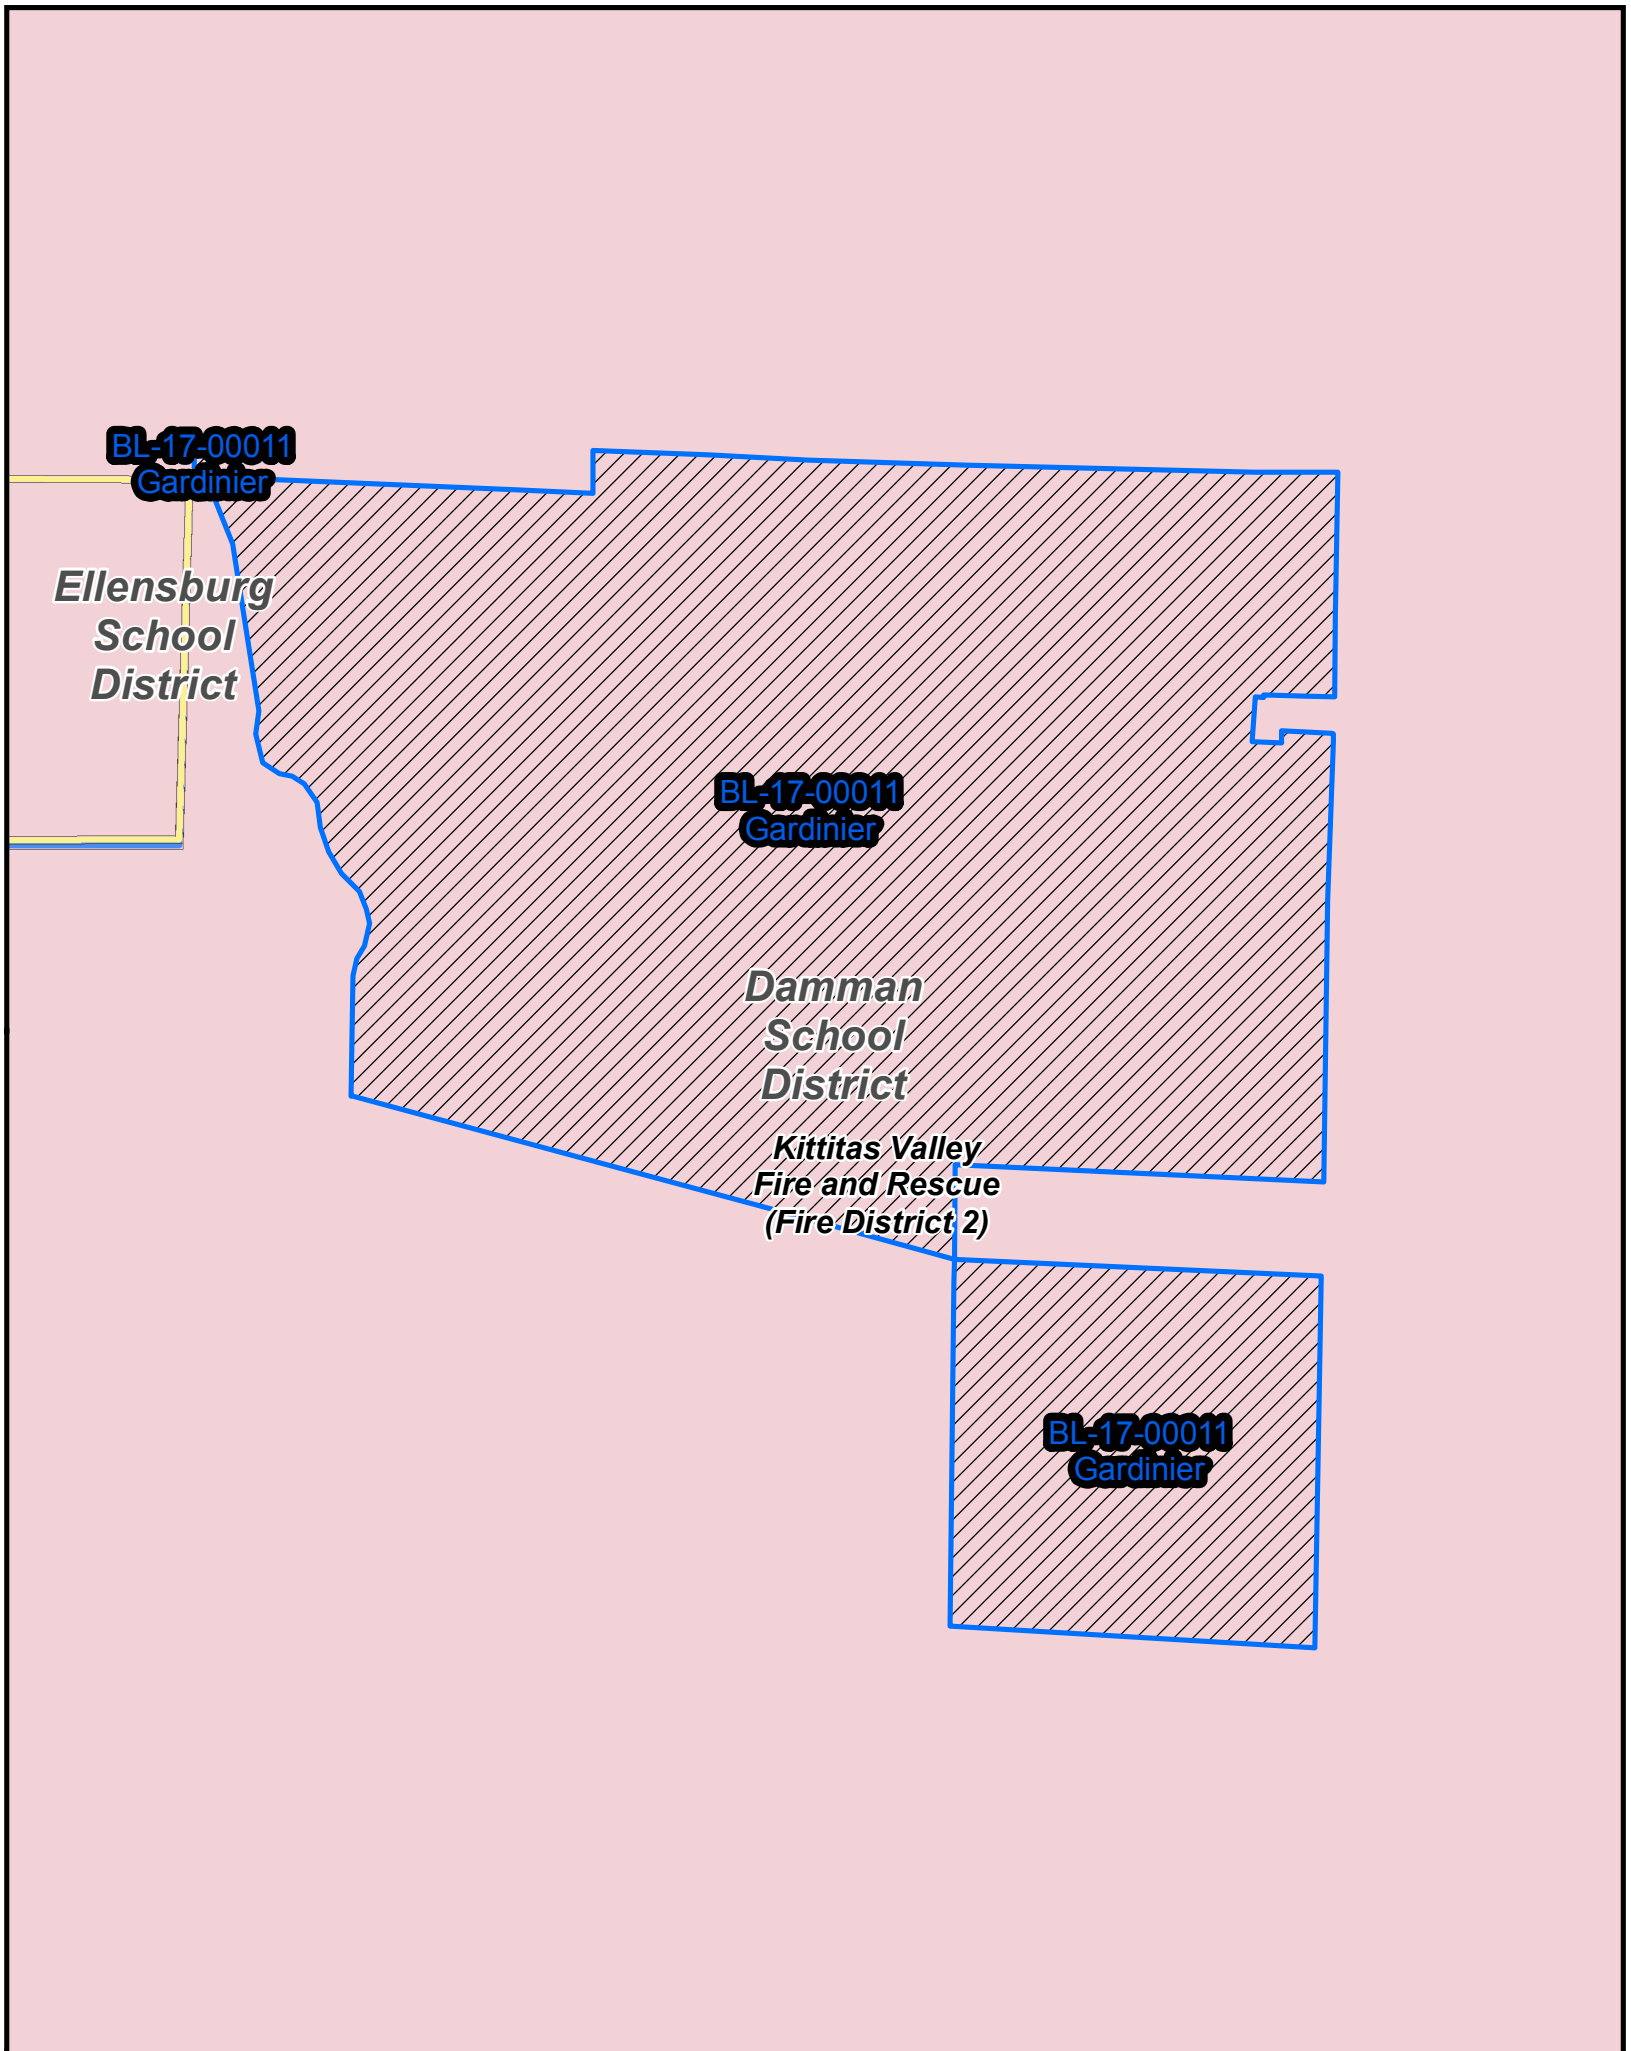 BL-17-00011
Gardinier
Ellensburg
School
District
BL-17-00011
Gardinier
Damman
School
District
Kittitas Valley
Fire and Rescue
(Fire District 2)
BL-17-00011
Gardinier